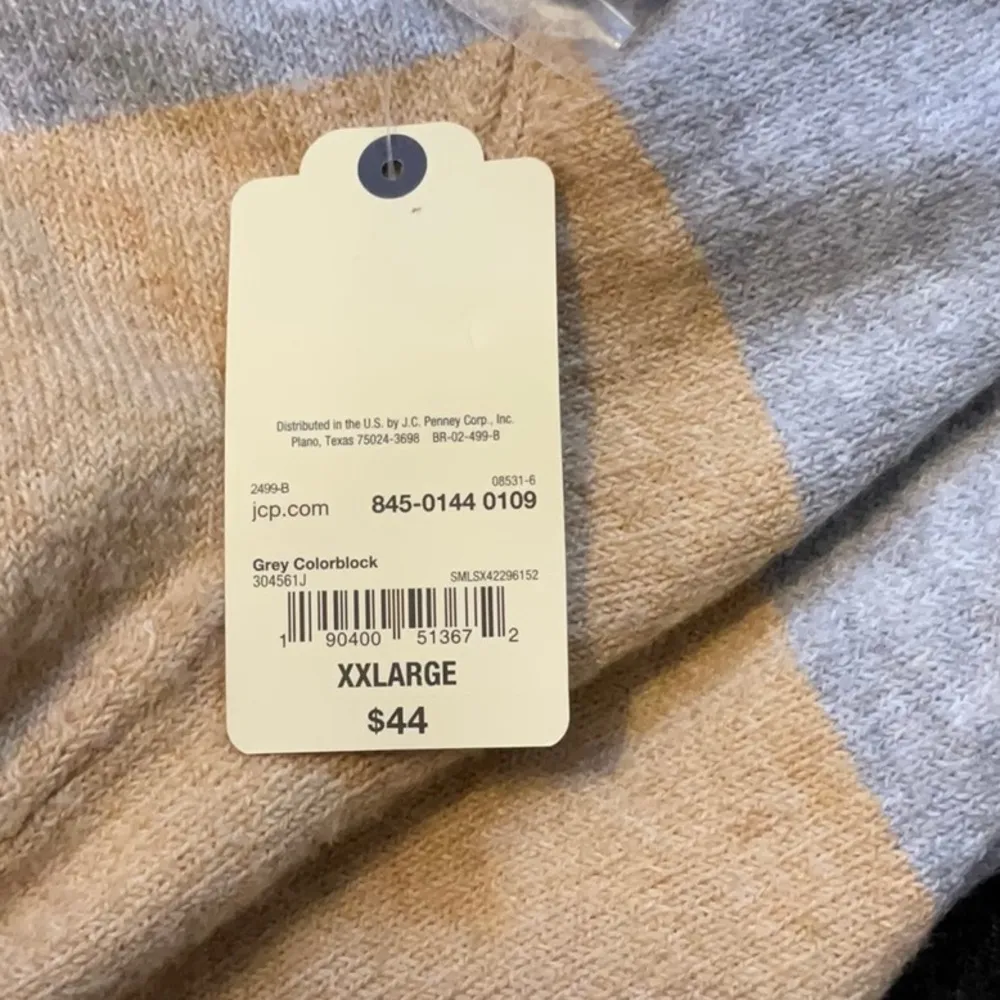 Distributed in the U.S. by J.C. Penney Corp., Inc.
Plano, Texas 75024-3698 BR-02-499-B
2499-B 08531-6
jcp.com 845-0144 0109
Grey Colorblock
304561J SMLSX42296152
1 90400 51367 2
XXLARGE
$44